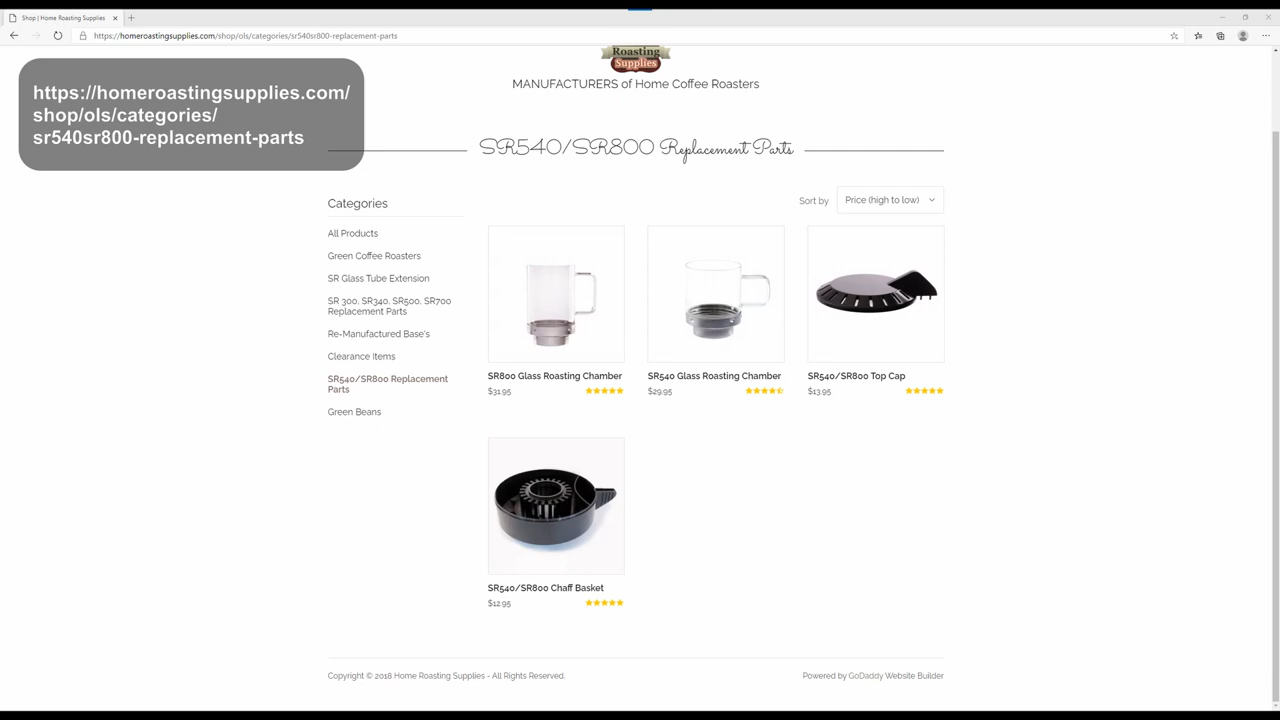 Shop | Home Roasting Supplies
https://homeroastingsupplies.com/shop/ols/categories/sr540sr800-replacement-parts
https://homeroastingsupplies.com/
shop/ols/categories/
sr540sr800-replacement-parts
Roasting
Supplies
MANUFACTURERS of Home Coffee Roasters
SR540/SR800 Replacement Parts
Categories
All Products
Green Coffee Roasters
SR Glass Tube Extension
SR 300, SR340, SR500, SR700
Replacement Parts
Re-Manufactured Base's
Clearance Items
SR540/SR800 Replacement
Parts
Green Beans
Sort by Price (high to low)
SR800 Glass Roasting Chamber
$31.95
SR540 Glass Roasting Chamber
$29.95
SR540/SR800 Top Cap
$13.95
SR540/SR800 Chaff Basket
$12.95
Copyright © 2018 Home Roasting Supplies - All Rights Reserved.
Powered by GoDaddy Website Builder